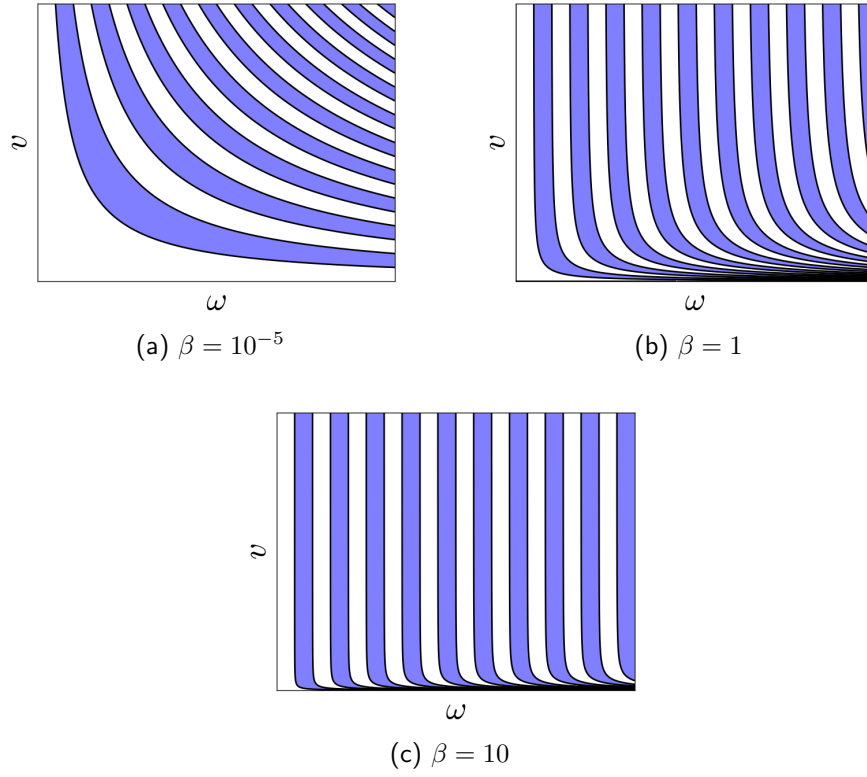 v
ω
(a) β = 10⁻⁵
v
ω
(b) β = 1
v
ω
(c) β = 10